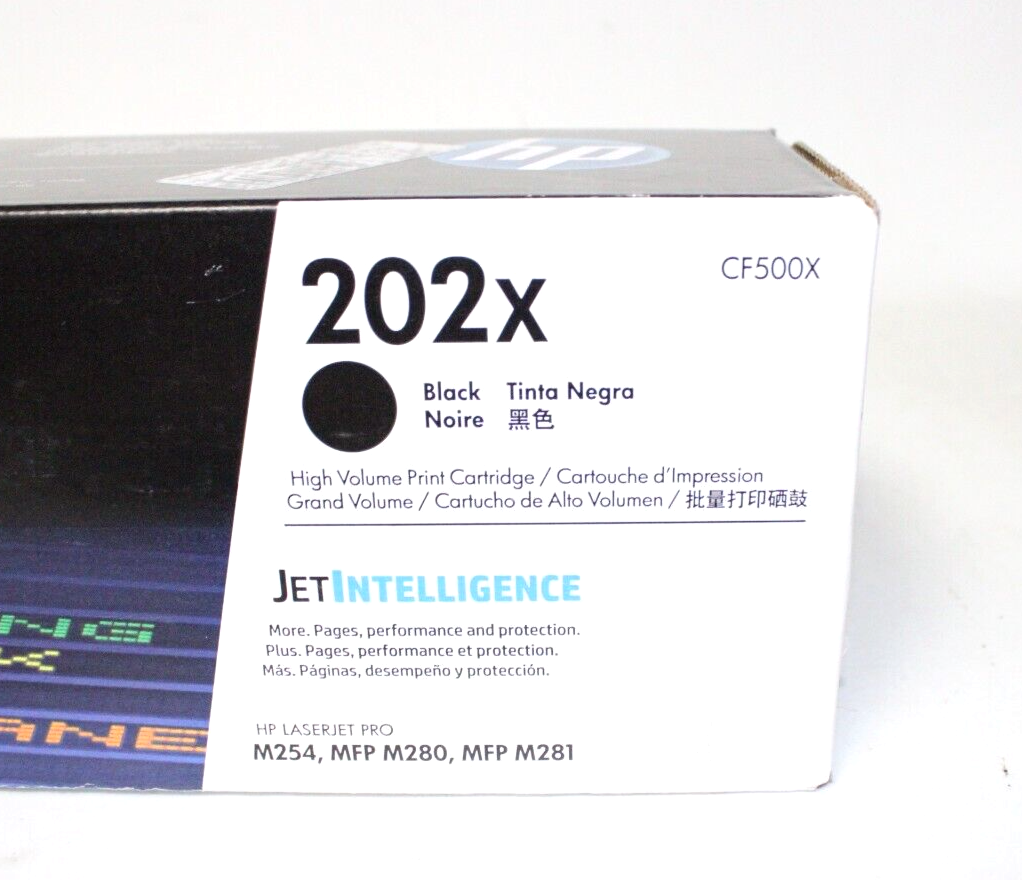 hp
202X
CF500X
Black Tinta Negra
Noire 黑色
High Volume Print Cartridge / Cartouche d'Impression
Grand Volume / Cartucho de Alto Volumen / 批量打印硒鼓
JETINTELLIGENCE
More. Pages, performance and protection.
Plus. Pages, performance et protection.
Más. Páginas, desempeño y protección.
HP LASERJET PRO
M254, MFP M280, MFP M281